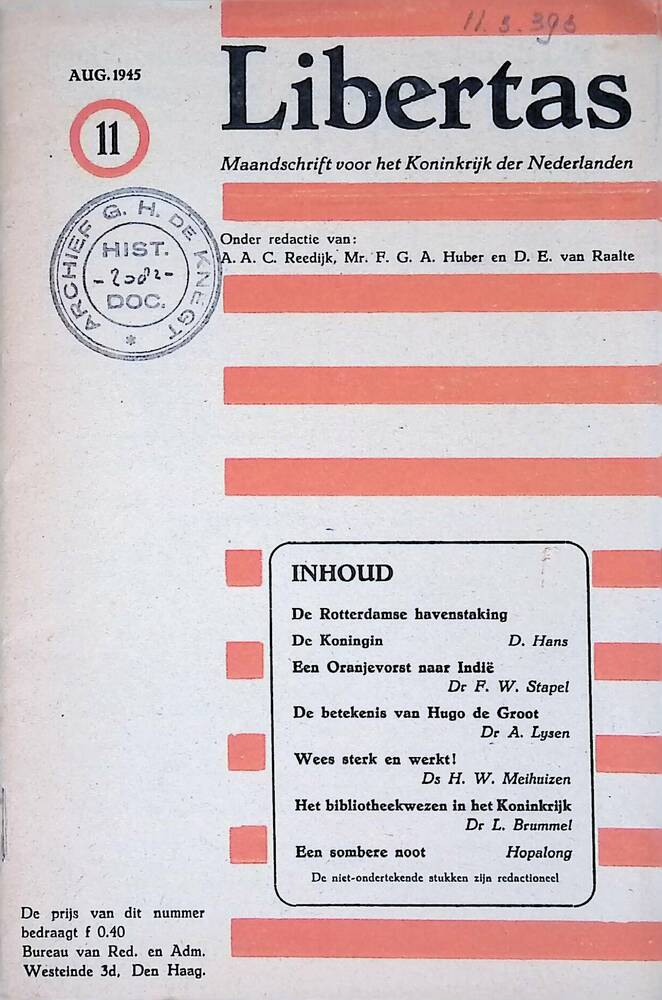 11.s.396
AUG. 1945
Libertas
11
Maandschrift voor het Koninkrijk der Nederlanden
ARCHIEF G. H. DE KNEGT
HIST.
DOC.
Onder redactie van:
A. A. C. Reedijk, Mr. F. G. A. Huber en D. E. van Raalte
INHOUD
De Rotterdamse havenstaking
De Koningin D. Hans
Een Oranjevorst naar Indië
Dr F. W. Stapel
De betekenis van Hugo de Groot
Dr A. Lysen
Wees sterk en werkt!
Ds H. W. Meihuizen
Het bibliotheekwezen in het Koninkrijk
Dr L. Brummel
Een sombere noot Hopalong
De niet-ondertekende stukken zijn redactioneel
De prijs van dit nummer
bedraagt f 0.40
Bureau van Red. en Adm.
Westeinde 3d, Den Haag.